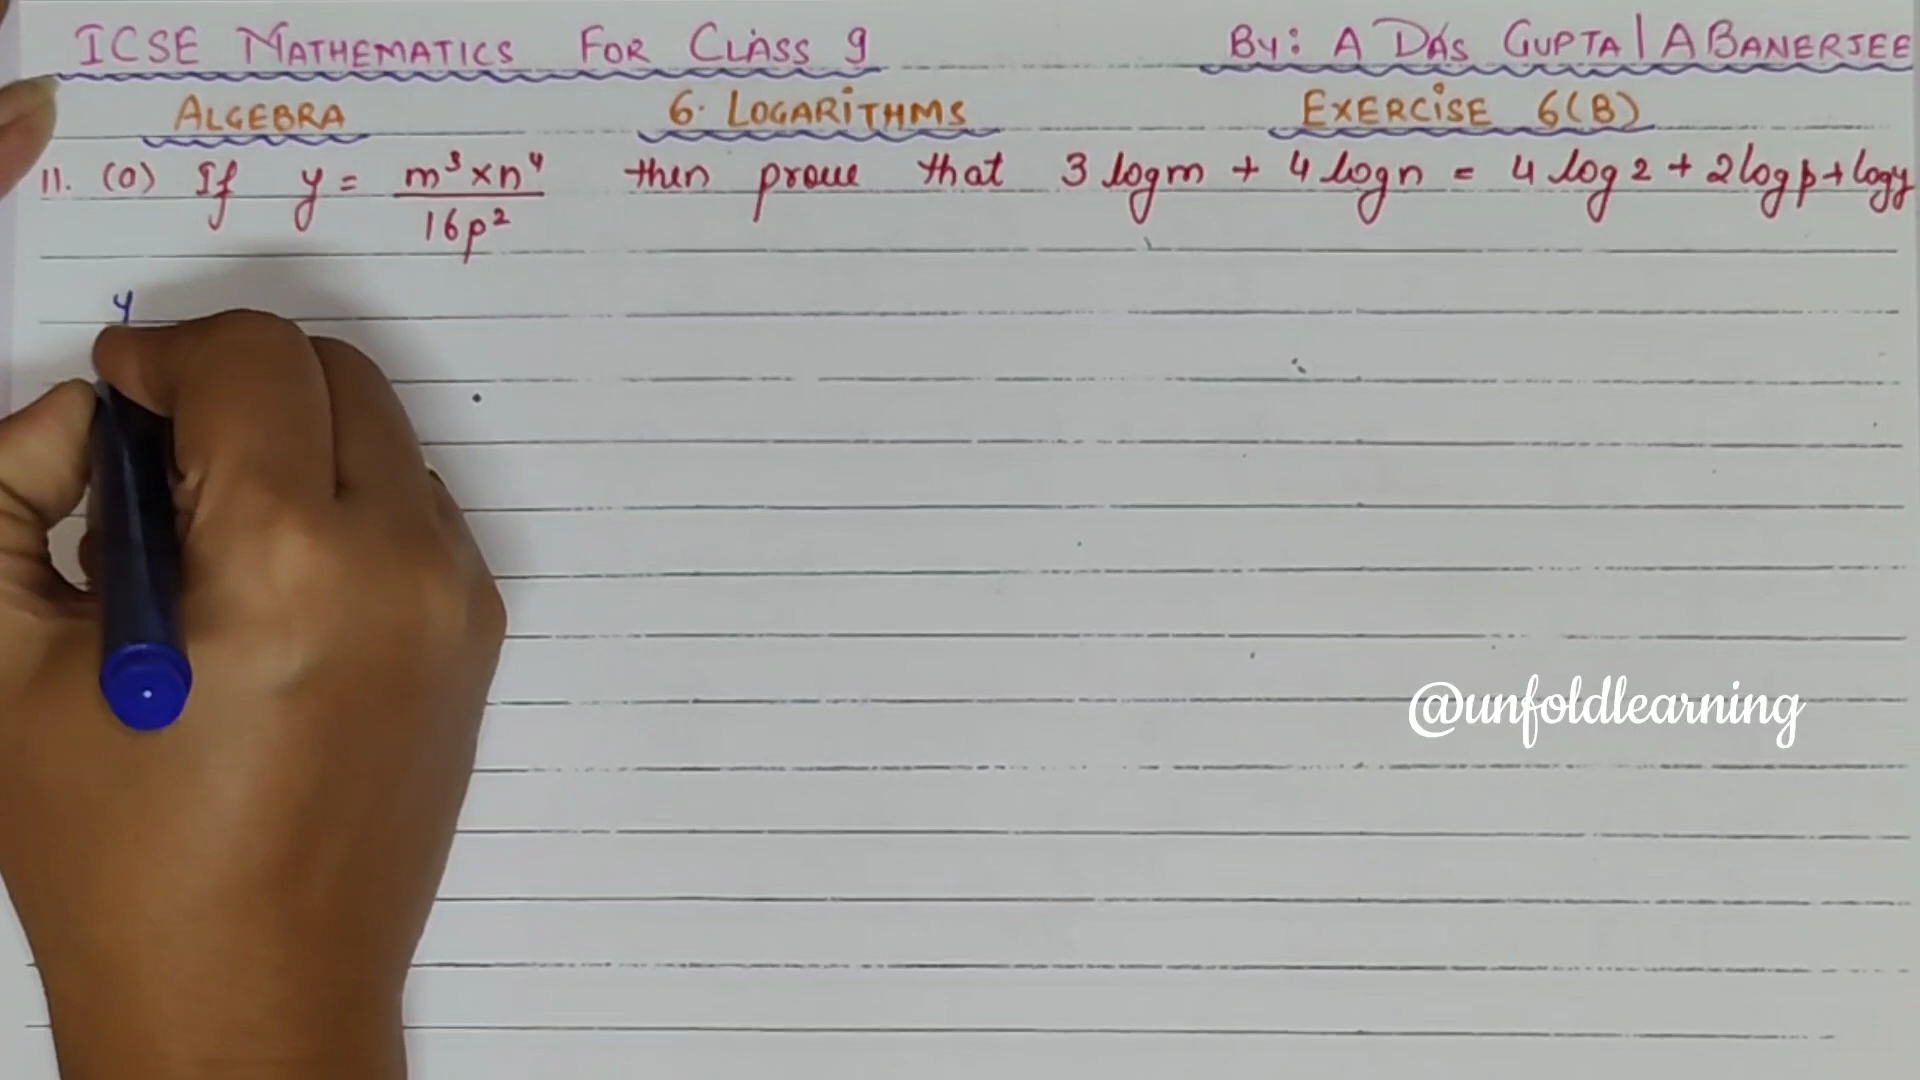 ICSE MATHEMATICS FOR CLASS 9 BY: A DAS GUPTA | A BANERJEE
ALGEBRA 6. LOGARITHMS EXERCISE 6(B)
11. (o) If y = m³×n⁴ / 16p² then prove that 3 log m + 4 log n = 4 log 2 + 2 log p + log y
y
@unfoldlearning